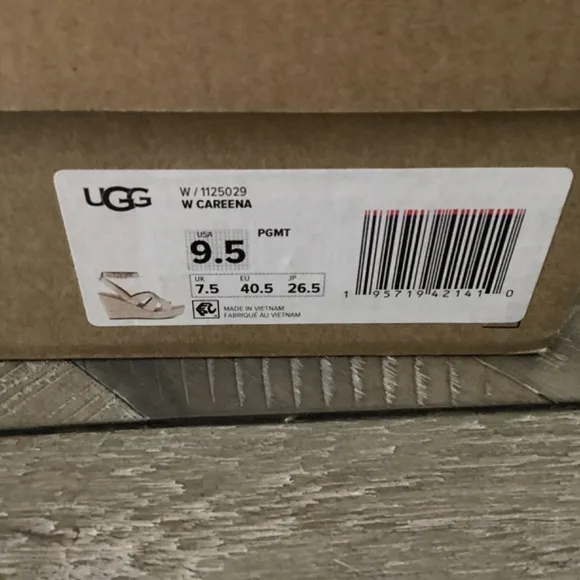 UGG
W / 1125029
W CAREENA
USA
9.5
PGMT
UK EU JP
7.5 40.5 26.5
MADE IN VIETNAM
FABRIQUÉ AU VIETNAM
1 95719 42141 0